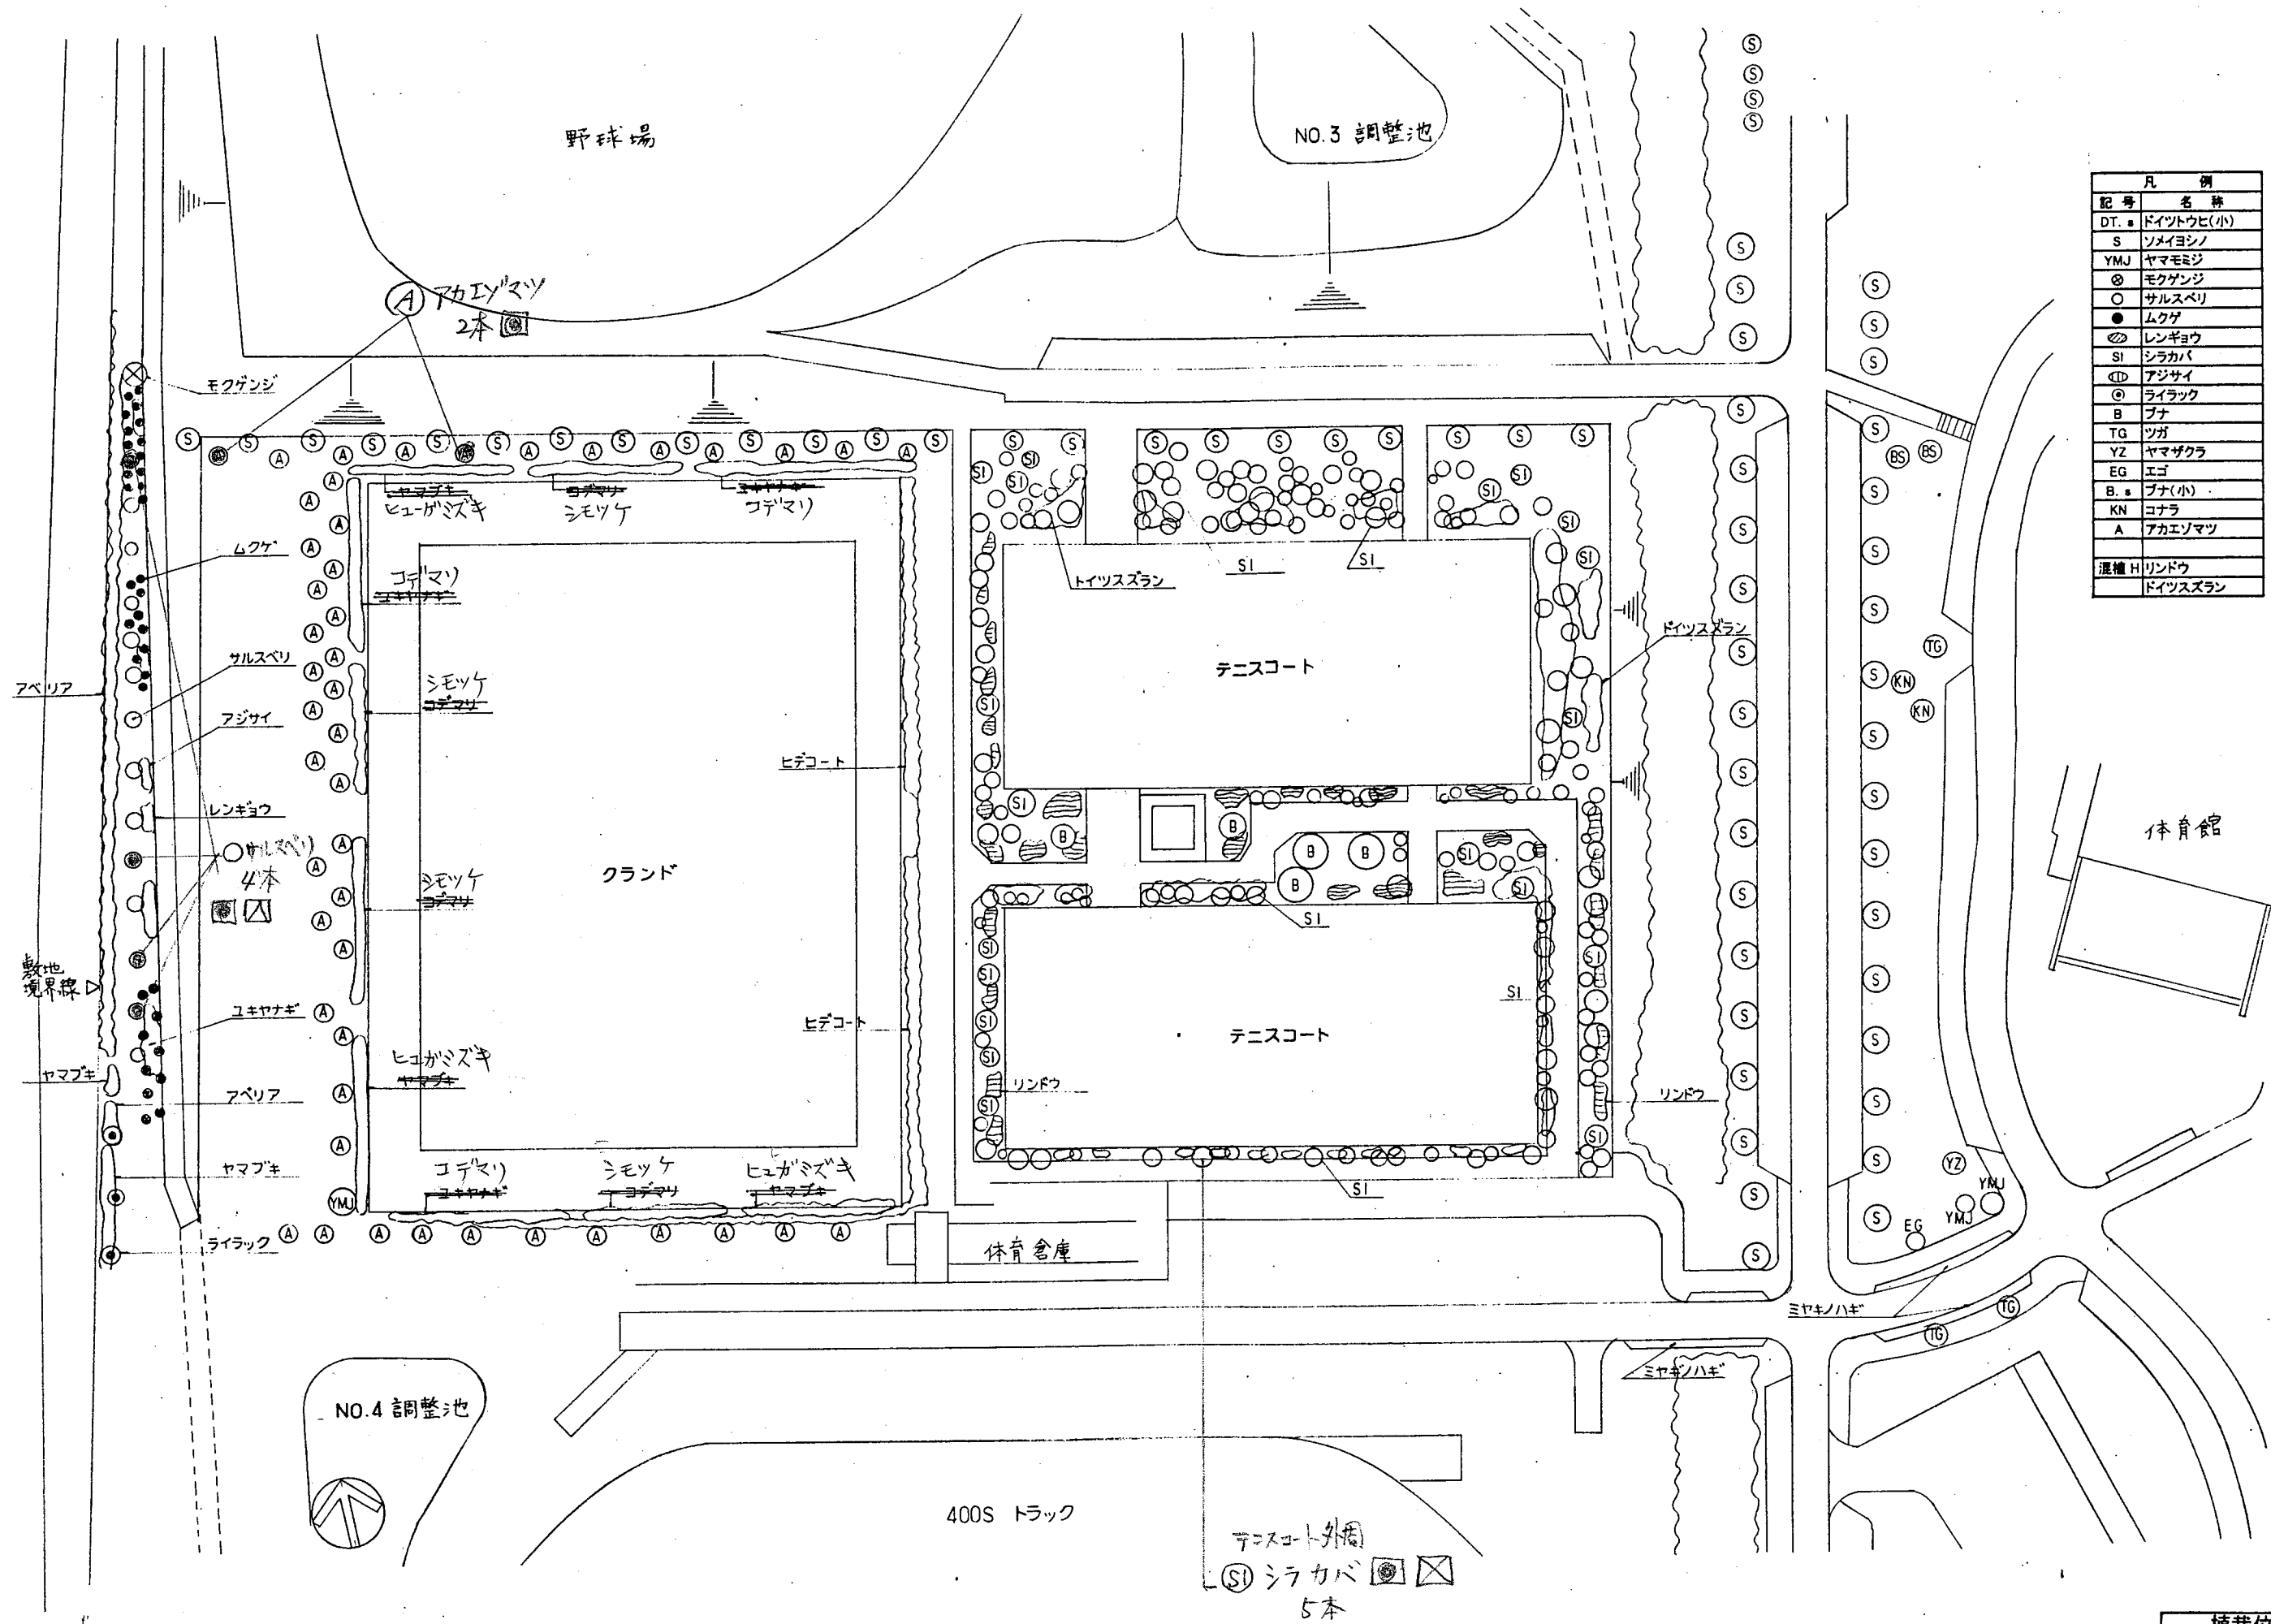 野球場
NO.3 調整池
Ⓐ アカエゾマツ
2本
モクゲンジ
ヤマブキ
ヒューガミズキ
コデマリ
シモツケ
ユキヤナギ
コデマリ
ムクゲ
コデマリ
ユキヤナギ
サルスベリ
シモツケ
コデマリ
アベリア
アジサイ
ヒデコート
レンギョウ
サルスベリ
4本
クランド
シモツケ
コデマリ
敷地
境界線
ユキヤナギ
ヒデコート
ヤマブキ
ヒュガミズキ
ヤマブキ
アベリア
ヤマブキ
コデマリ
ユキヤナギ
シモツケ
コデマリ
ヒュガミズキ
ヤマブキ
YMJ
ライラック
体育倉庫
トイツスズラン
SI
SI
テニスコート
ドイツスズラン
B
B
B
B
B
SI
SI
テニスコート
リンドウ
リンドウ
SI
BS BS
TG
KN
KN
体育館
YZ
YMJ
YMJ
EG
ミヤキノハギ
TG
TG
ミヤギノハギ
NO.4 調整池
400S トラック
テニスコート外周
SI シラカバ
5本
凡 例
記号 名 称
DT. s ドイツトウヒ(小)
S ソメイヨシノ
YMJ ヤマモミジ
⊗ モクゲンジ
○ サルスベリ
● ムクゲ
レンギョウ
SI シラカバ
アジサイ
◉ ライラック
B ブナ
TG ツガ
YZ ヤマザクラ
EG エゴ
B. s ブナ(小)
KN コナラ
A アカエゾマツ
混植 H リンドウ
ドイツスズラン